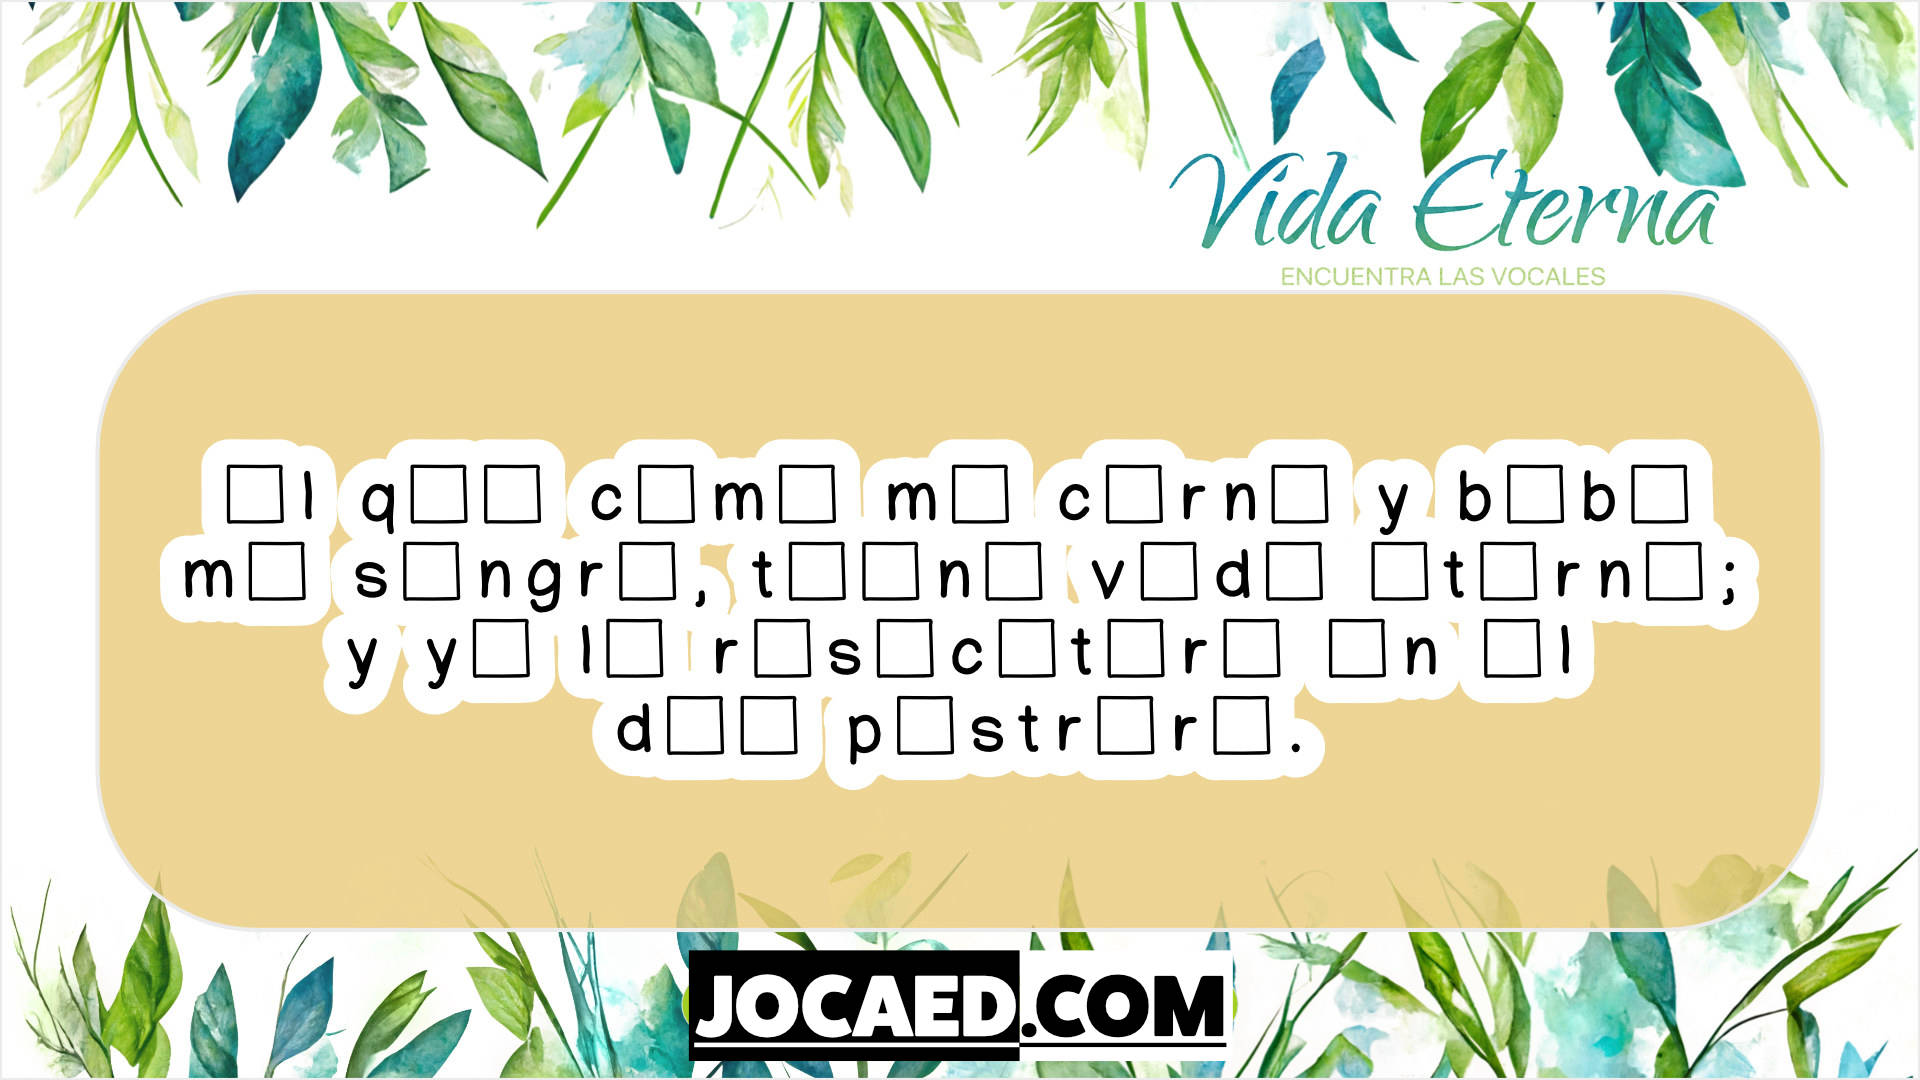 Vida Eterna
ENCUENTRA LAS VOCALES
□l q□□ c□m□ m□ c□rn□ y b□b□
m□ s□ngr□, t□□n□ v□d□ □t□rn□;
y y□ l□ r□s□c□t□r□ □n □l
d□□ p□str□r□.
JOCAED.COM